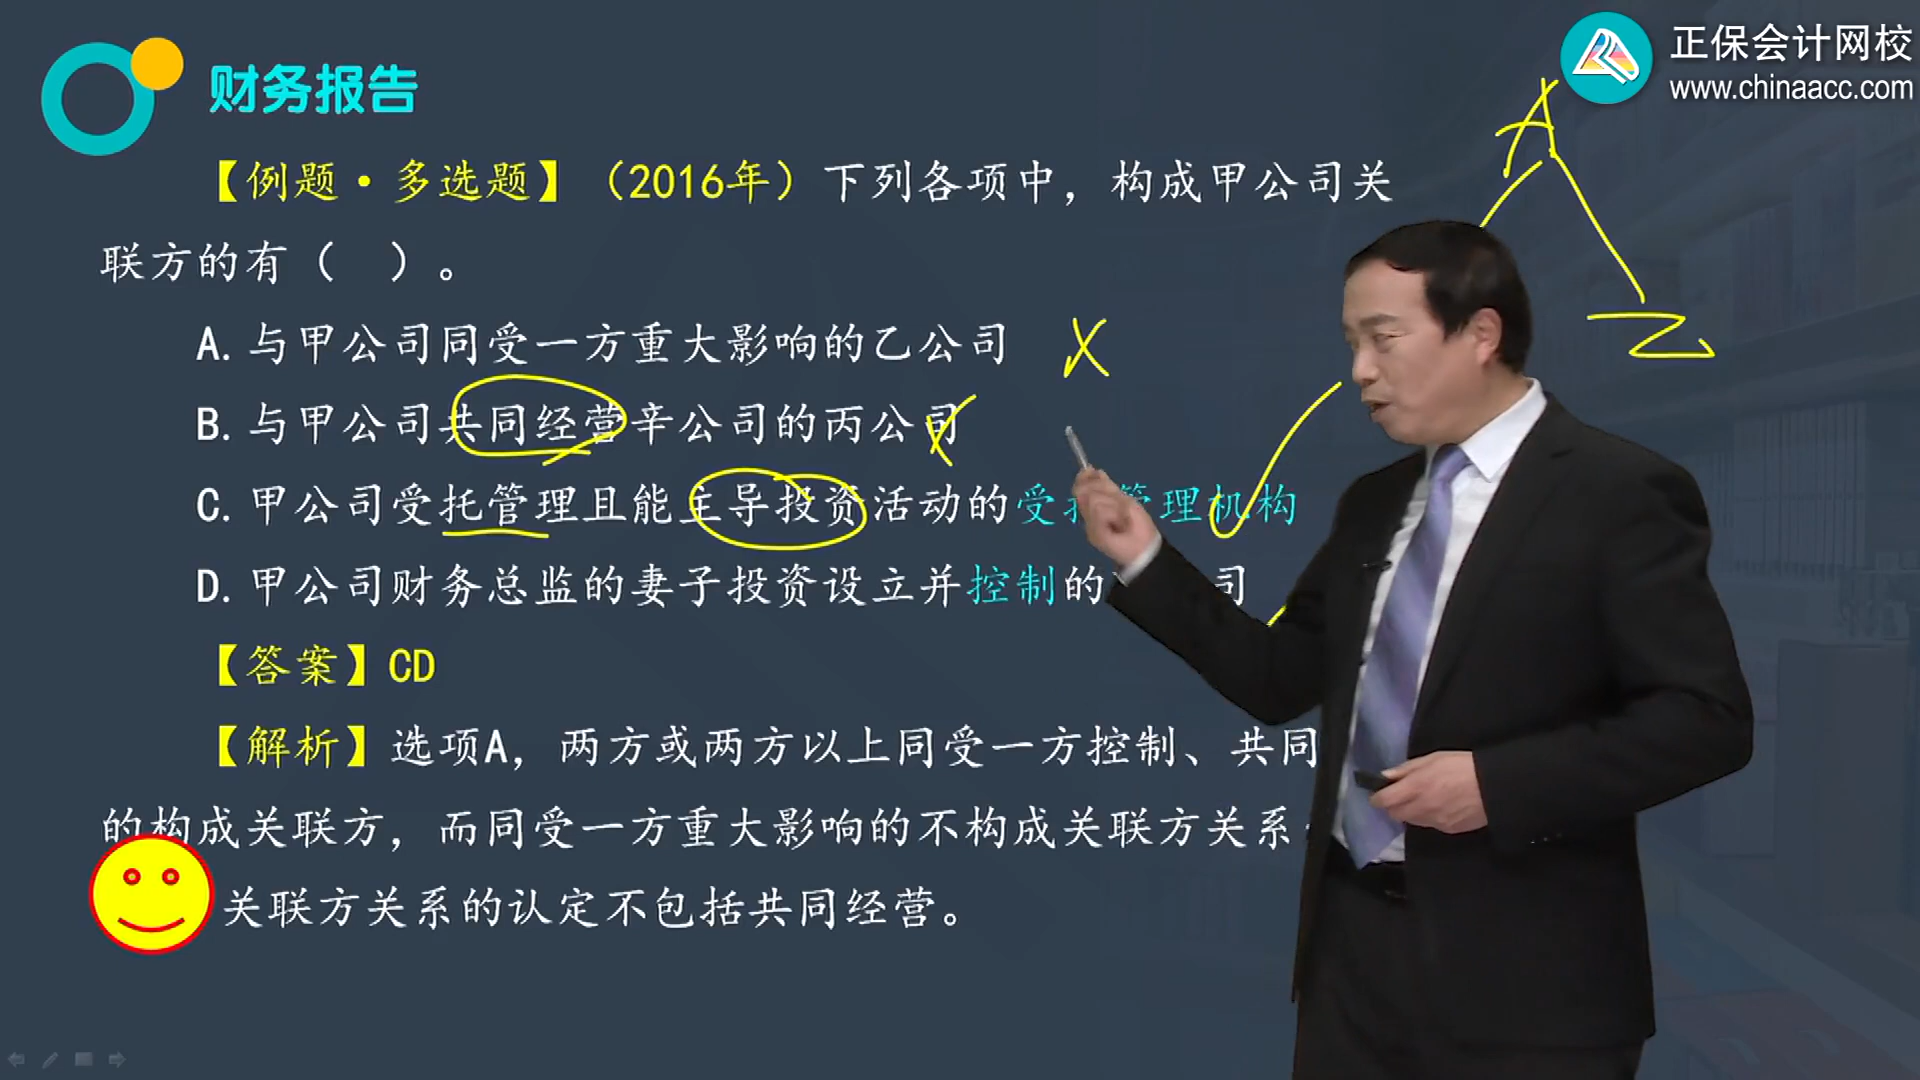 正保会计网校
www.chinaacc.com
财务报告
【例题·多选题】（2016年）下列各项中，构成甲公司关
联方的有（ ）。
A.与甲公司同受一方重大影响的乙公司
B.与甲公司共同经营辛公司的丙公司
C.甲公司受托管理且能主导投资活动的受托管理机构
D.甲公司财务总监的妻子投资设立并控制的 司
【答案】CD
【解析】选项A，两方或两方以上同受一方控制、共同
的构成关联方，而同受一方重大影响的不构成关联方关系
关联方关系的认定不包括共同经营。
A
乙